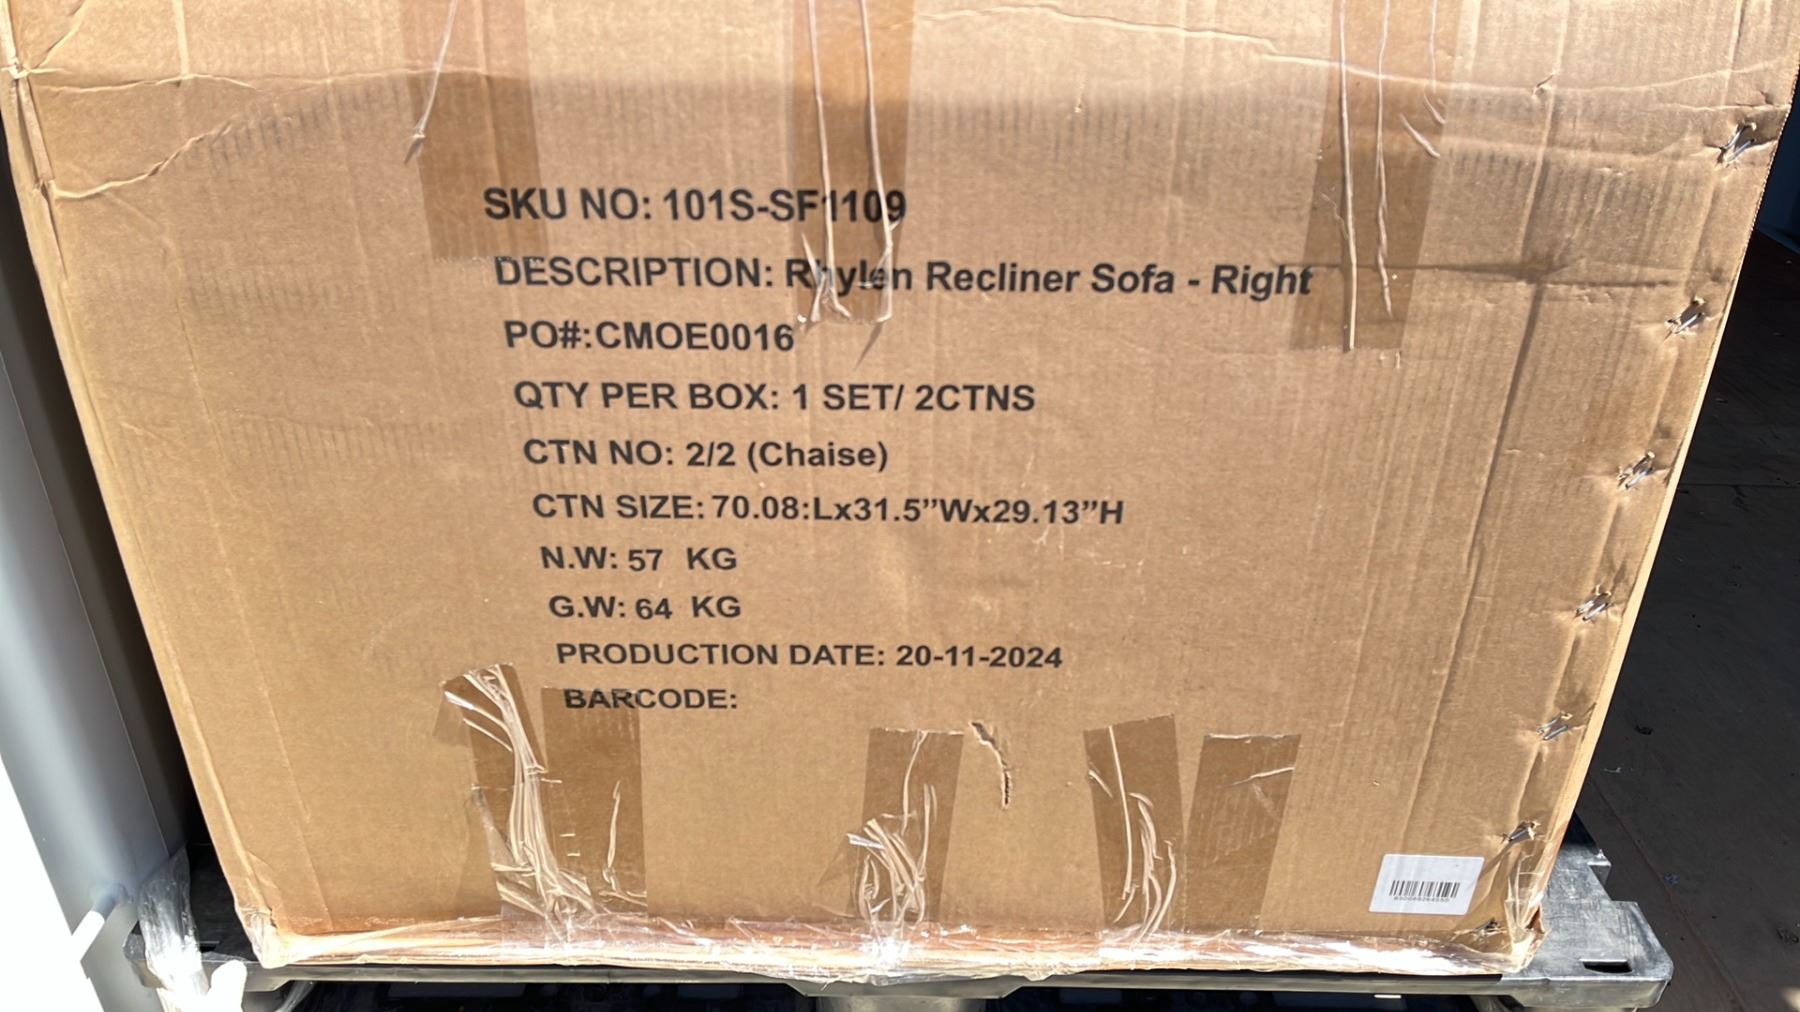 SKU NO: 101S-SF1109
DESCRIPTION: Rhylen Recliner Sofa - Right
PO#:CMOE0016
QTY PER BOX: 1 SET/ 2CTNS
CTN NO: 2/2 (Chaise)
CTN SIZE: 70.08:Lx31.5”Wx29.13”H
N.W: 57 KG
G.W: 64 KG
PRODUCTION DATE: 20-11-2024
BARCODE: